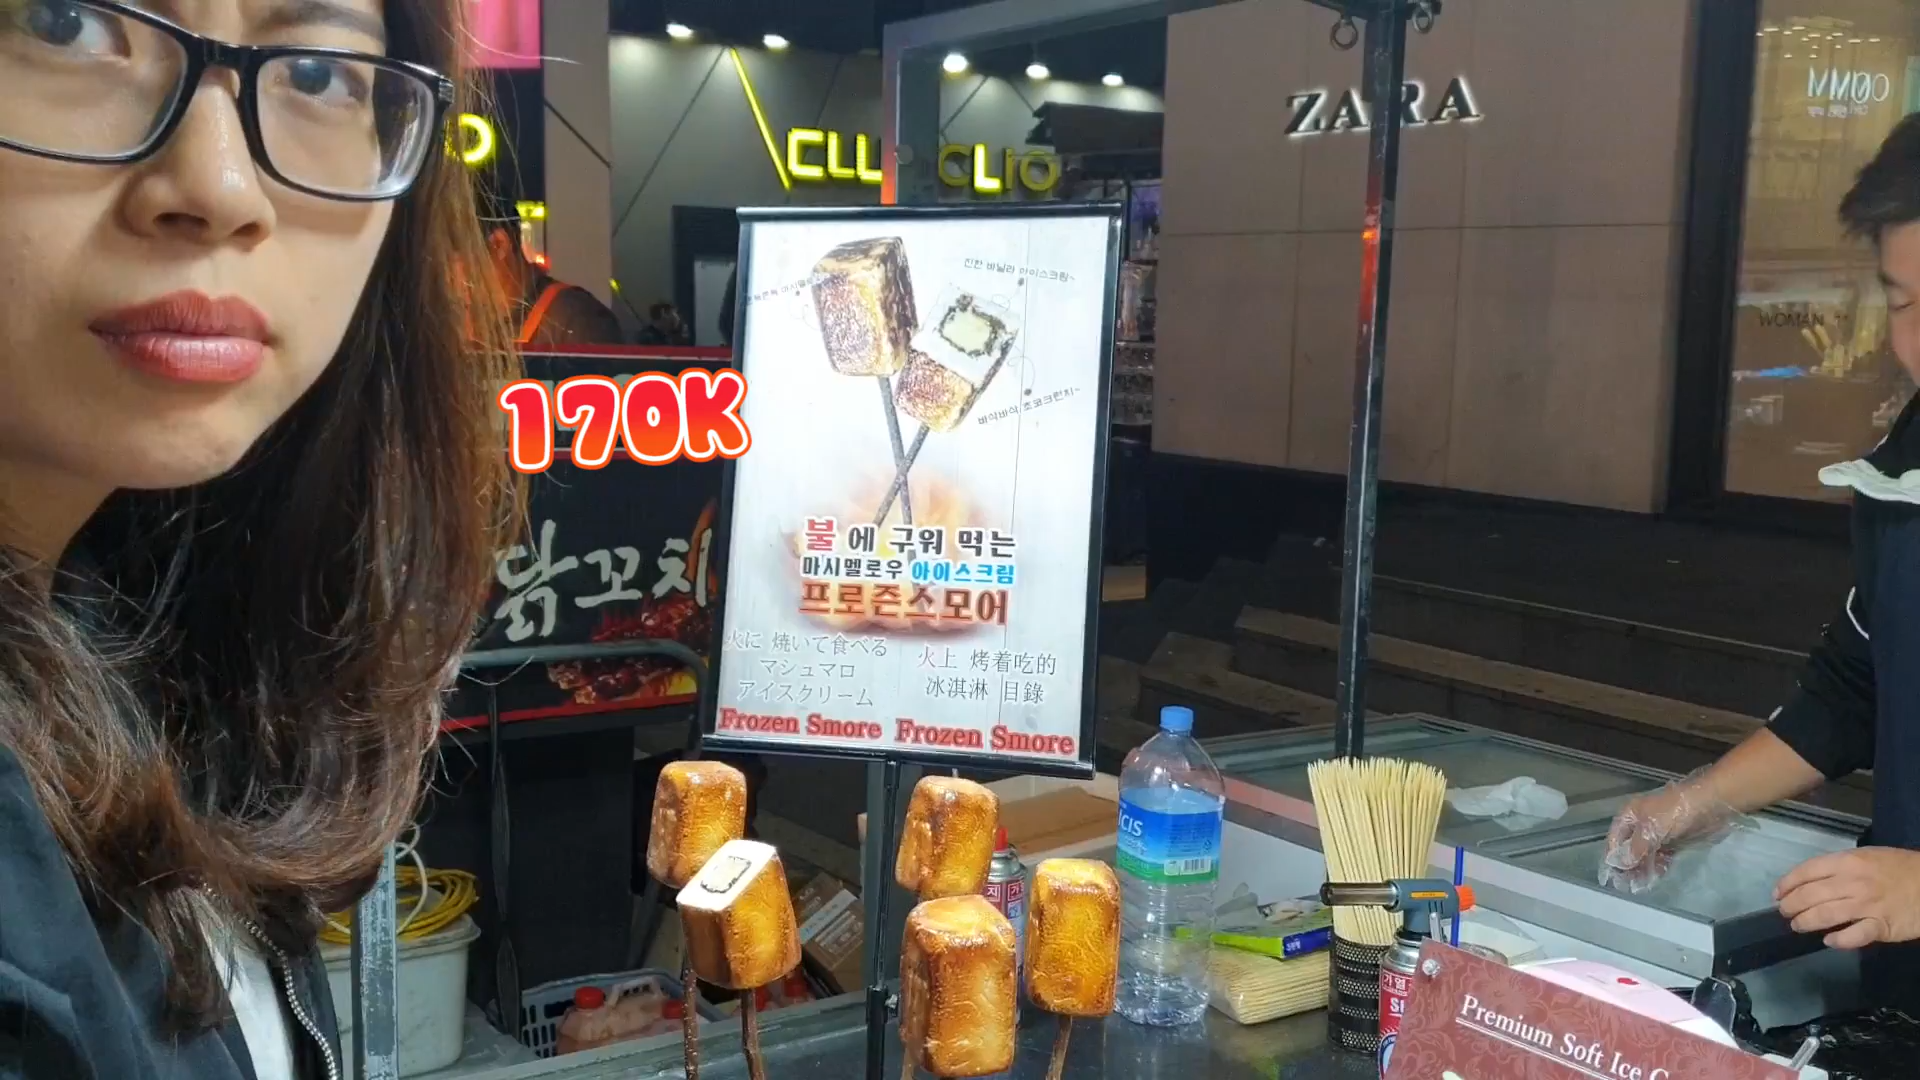 CLIO
ZARA
WOMAN
진한 바닐라 아이스크림~
바삭바삭 초코크런치~
170K
닭꼬치
불에 구워 먹는
마시멜로우 아이스크림
프로즌스모어
火に 焼いて食べる
マシュマロ
アイスクリーム
火上 烤着吃的
冰淇淋 目錄
Frozen Smore Frozen Smore
ICIS
Premium Soft Ice